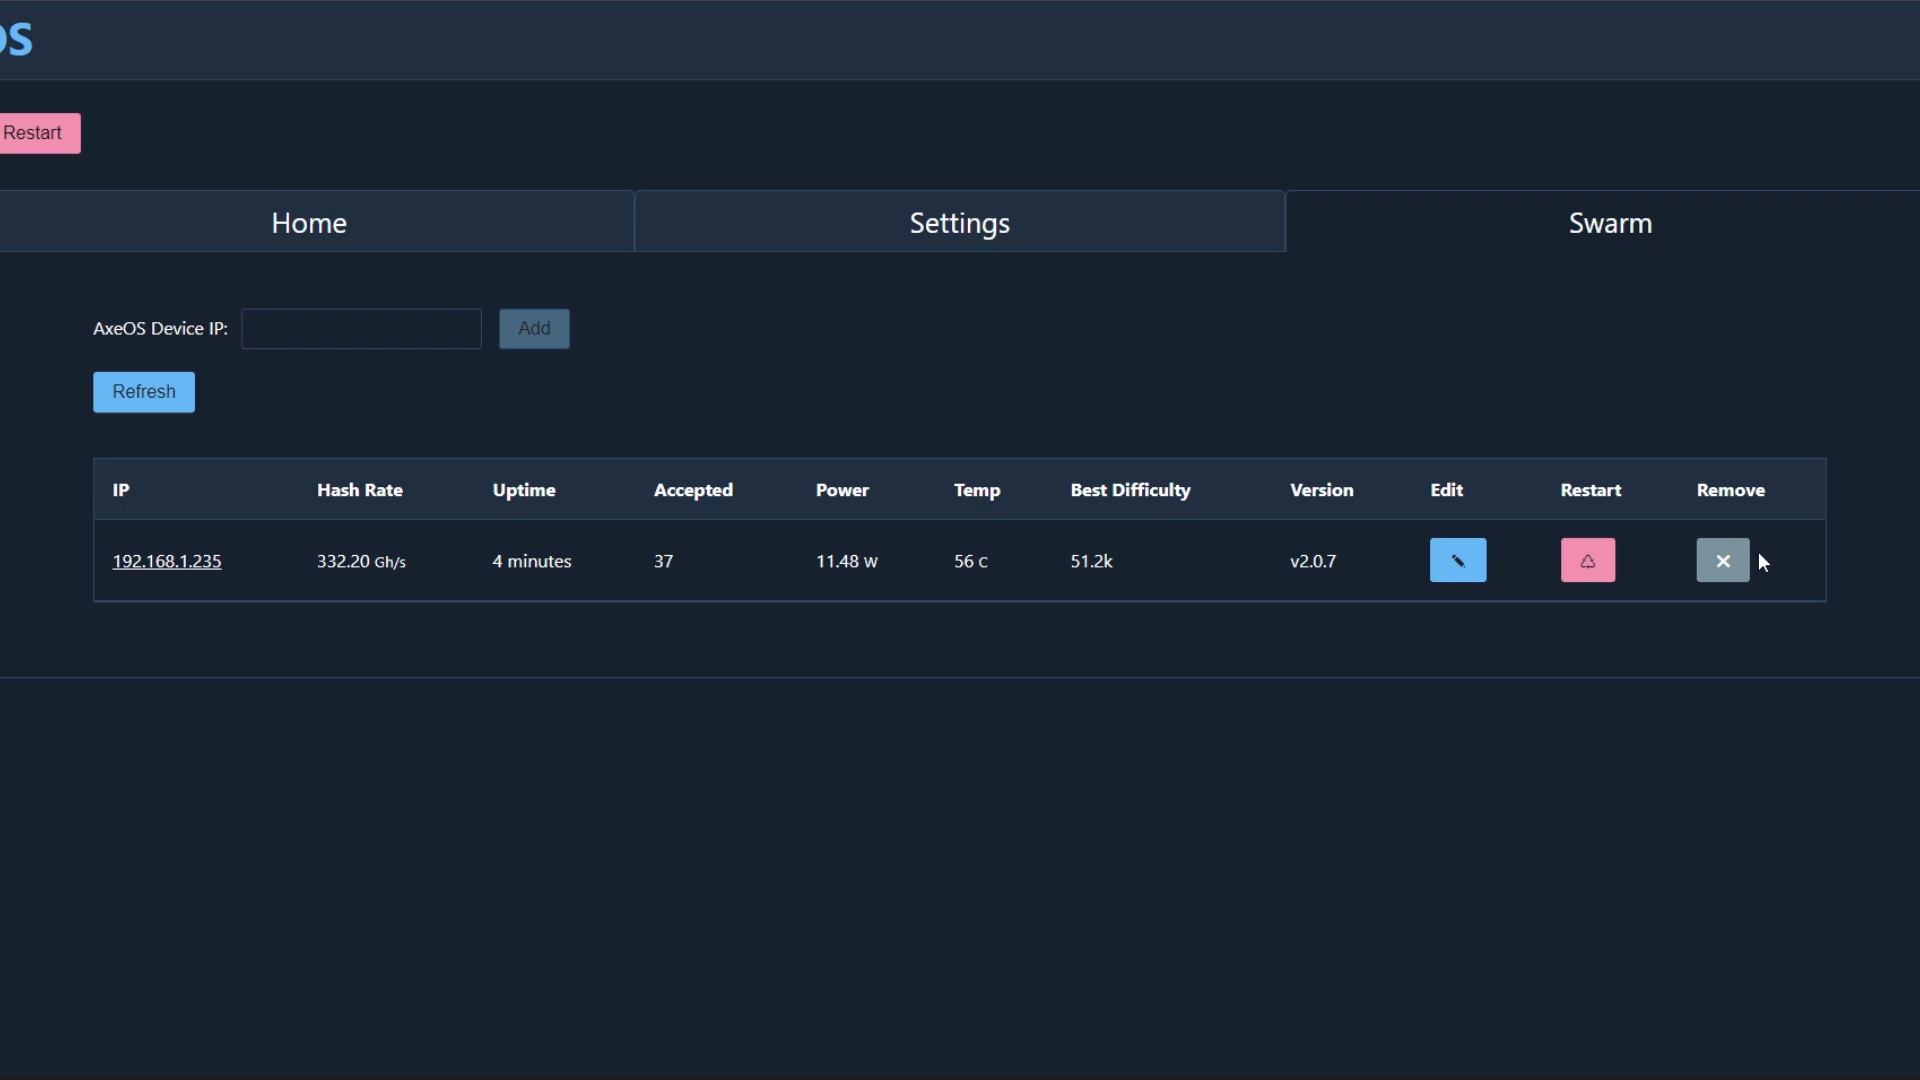 OS
Restart
Home Settings Swarm
AxeOS Device IP: Add
Refresh
IP Hash Rate Uptime Accepted Power Temp Best Difficulty Version Edit Restart Remove
192.168.1.235 332.20 Gh/s 4 minutes 37 11.48 W 56 C 51.2k v2.0.7